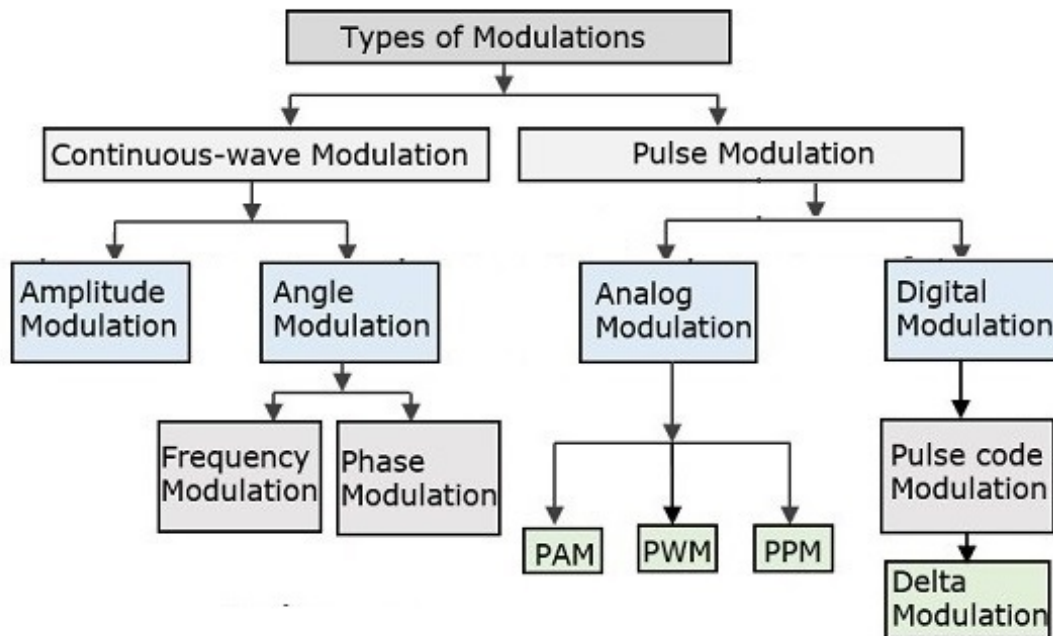 Types of Modulations
Continuous-wave Modulation
Pulse Modulation
Amplitude
Modulation
Angle
Modulation
Analog
Modulation
Digital
Modulation
Frequency
Modulation
Phase
Modulation
Pulse code
Modulation
PAM
PWM
PPM
Delta
Modulation